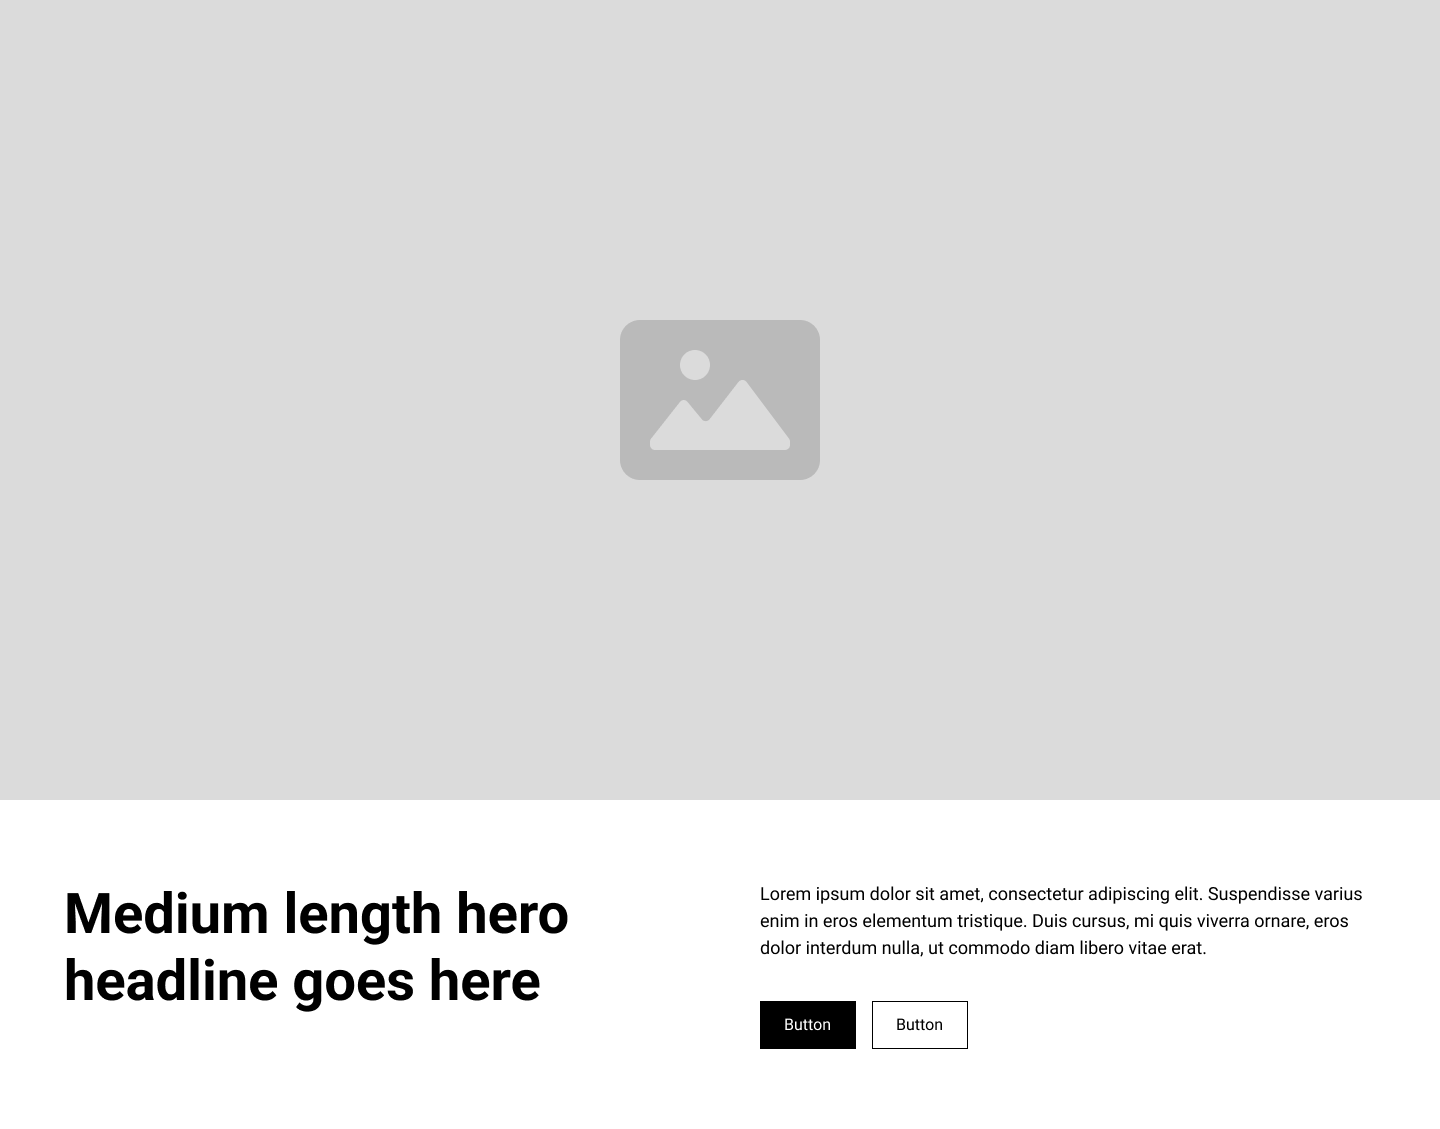 Medium length hero
headline goes here
Lorem ipsum dolor sit amet, consectetur adipiscing elit. Suspendisse varius
enim in eros elementum tristique. Duis cursus, mi quis viverra ornare, eros
dolor interdum nulla, ut commodo diam libero vitae erat.
Button
Button